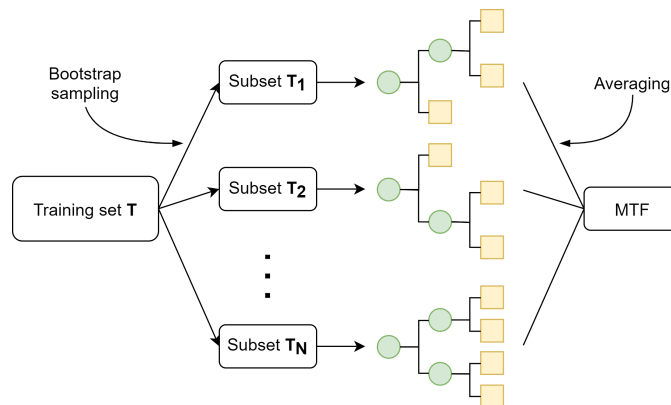 Bootstrap
sampling
Subset T1
Averaging
Training set T
Subset T2
MTF
Subset TN